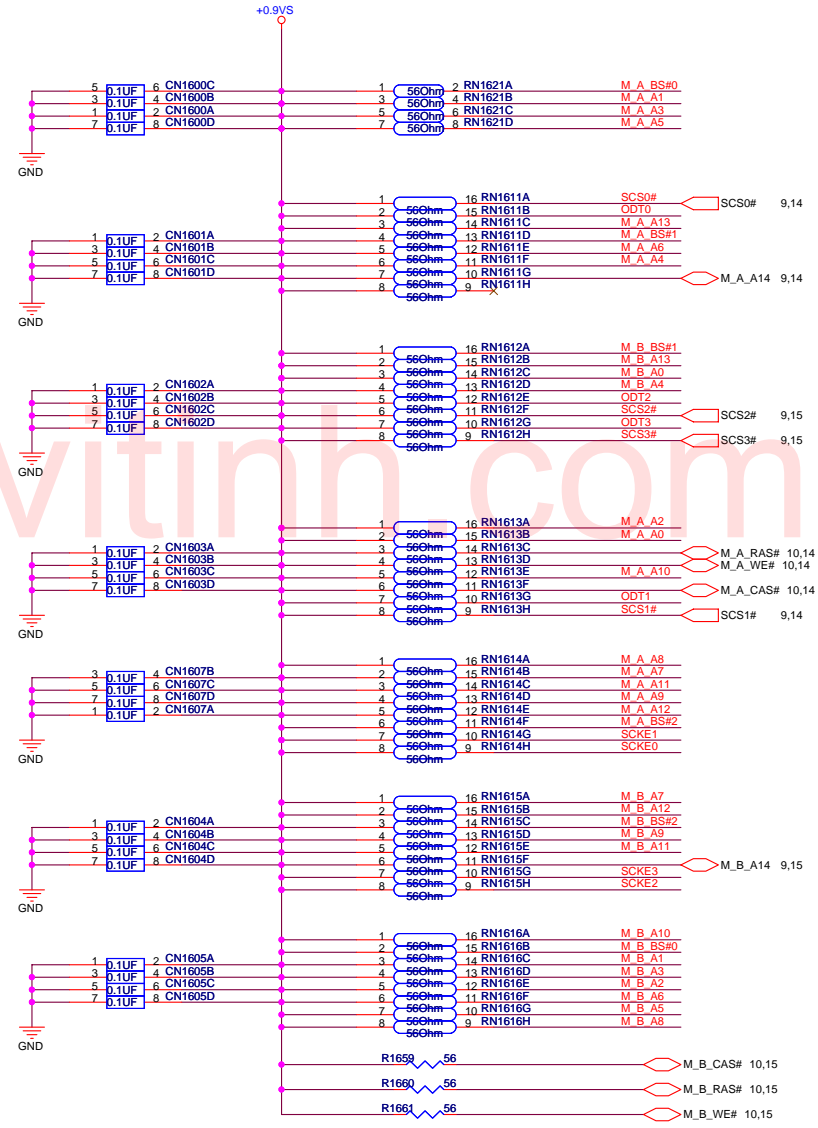 +0.9VS
5 0.1UF 6 CN1600C 1 56Ohm 2 RN1621A M_A_BS#0
3 0.1UF 4 CN1600B 3 56Ohm 4 RN1621B M_A_A1
1 0.1UF 2 CN1600A 5 56Ohm 6 RN1621C M_A_A3
7 0.1UF 8 CN1600D 7 56Ohm 8 RN1621D M_A_A5
GND
1 56Ohm 16 RN1611A SCS0# SCS0# 9,14
2 56Ohm 15 RN1611B ODT0
3 56Ohm 14 RN1611C M_A_A13
1 0.1UF 2 CN1601A 4 56Ohm 13 RN1611D M_A_BS#1
3 0.1UF 4 CN1601B 5 56Ohm 12 RN1611E M_A_A6
5 0.1UF 6 CN1601C 6 56Ohm 11 RN1611F M_A_A4
7 0.1UF 8 CN1601D 7 56Ohm 10 RN1611G M_A_A14 9,14
8 56Ohm 9 RN1611H
GND
1 56Ohm 16 RN1612A M_B_BS#1
2 56Ohm 15 RN1612B M_B_A13
3 56Ohm 14 RN1612C M_B_A0
1 0.1UF 2 CN1602A 4 56Ohm 13 RN1612D M_B_A4
3 0.1UF 4 CN1602B 5 56Ohm 12 RN1612E ODT2
5 0.1UF 6 CN1602C 6 56Ohm 11 RN1612F SCS2# SCS2# 9,15
7 0.1UF 8 CN1602D 7 56Ohm 10 RN1612G ODT3
8 56Ohm 9 RN1612H SCS3# SCS3# 9,15
GND
vitinh.com
1 56Ohm 16 RN1613A M_A_A2
2 56Ohm 15 RN1613B M_A_A0
1 0.1UF 2 CN1603A 3 56Ohm 14 RN1613C M_A_RAS# 10,14
3 0.1UF 4 CN1603B 4 56Ohm 13 RN1613D M_A_WE# 10,14
5 0.1UF 6 CN1603C 5 56Ohm 12 RN1613E M_A_A10
7 0.1UF 8 CN1603D 6 56Ohm 11 RN1613F M_A_CAS# 10,14
7 56Ohm 10 RN1613G ODT1
8 56Ohm 9 RN1613H SCS1# SCS1# 9,14
GND
1 56Ohm 16 RN1614A M_A_A8
3 0.1UF 4 CN1607B 2 56Ohm 15 RN1614B M_A_A7
5 0.1UF 6 CN1607C 3 56Ohm 14 RN1614C M_A_A11
7 0.1UF 8 CN1607D 4 56Ohm 13 RN1614D M_A_A9
1 0.1UF 2 CN1607A 5 56Ohm 12 RN1614E M_A_A12
6 56Ohm 11 RN1614F M_A_BS#2
7 56Ohm 10 RN1614G SCKE1
8 56Ohm 9 RN1614H SCKE0
GND
1 56Ohm 16 RN1615A M_B_A7
2 56Ohm 15 RN1615B M_B_A12
1 0.1UF 2 CN1604A 3 56Ohm 14 RN1615C M_B_BS#2
3 0.1UF 4 CN1604B 4 56Ohm 13 RN1615D M_B_A9
5 0.1UF 6 CN1604C 5 56Ohm 12 RN1615E M_B_A11
7 0.1UF 8 CN1604D 6 56Ohm 11 RN1615F M_B_A14 9,15
7 56Ohm 10 RN1615G SCKE3
8 56Ohm 9 RN1615H SCKE2
GND
1 56Ohm 16 RN1616A M_B_A10
2 56Ohm 15 RN1616B M_B_BS#0
1 0.1UF 2 CN1605A 3 56Ohm 14 RN1616C M_B_A1
3 0.1UF 4 CN1605B 4 56Ohm 13 RN1616D M_B_A3
5 0.1UF 6 CN1605C 5 56Ohm 12 RN1616E M_B_A2
7 0.1UF 8 CN1605D 6 56Ohm 11 RN1616F M_B_A6
7 56Ohm 10 RN1616G M_B_A5
8 56Ohm 9 RN1616H M_B_A8
GND
R1659 56 M_B_CAS# 10,15
R1660 56 M_B_RAS# 10,15
R1661 56 M_B_WE# 10,15